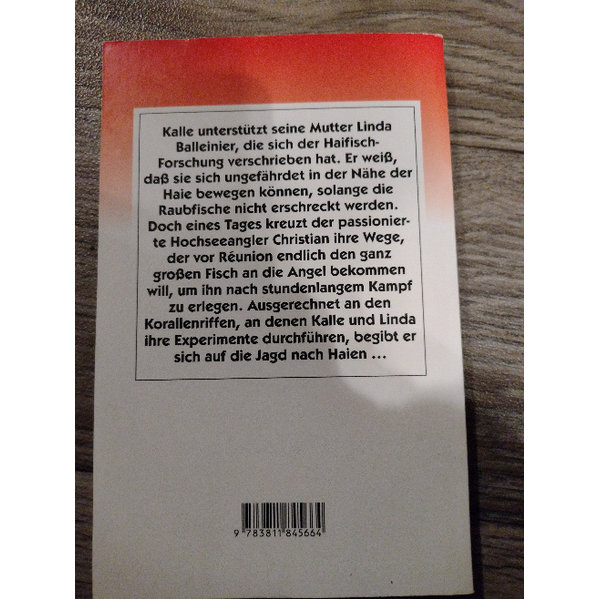 Kalle unterstützt seine Mutter Linda
Balleinier, die sich der Haifisch-
Forschung verschrieben hat. Er weiß,
daß sie sich ungefährdet in der Nähe der
Haie bewegen können, solange die
Raubfische nicht erschreckt werden.
Doch eines Tages kreuzt der passionier-
te Hochseeangler Christian ihre Wege,
der vor Réunion endlich den ganz
großen Fisch an die Angel bekommen
will, um ihn nach stundenlangem Kampf
zu erlegen. Ausgerechnet an den
Korallenriffen, an denen Kalle und Linda
ihre Experimente durchführen, begibt er
sich auf die Jagd nach Haien ...
9 783811 845664